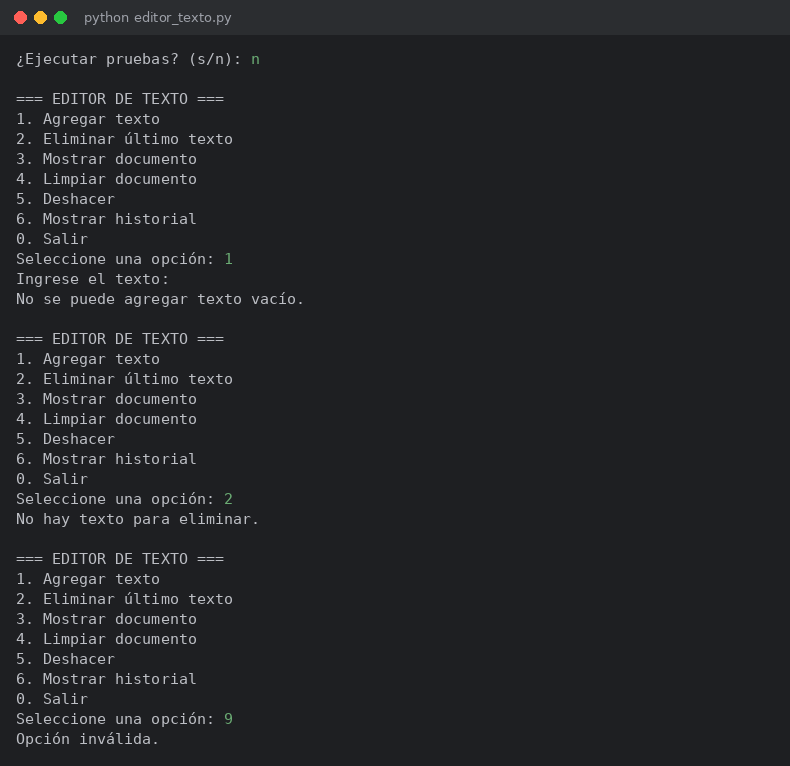 python editor_texto.py
¿Ejecutar pruebas? (s/n): n
=== EDITOR DE TEXTO ===
1. Agregar texto
2. Eliminar último texto
3. Mostrar documento
4. Limpiar documento
5. Deshacer
6. Mostrar historial
0. Salir
Seleccione una opción: 1
Ingrese el texto:
No se puede agregar texto vacío.
=== EDITOR DE TEXTO ===
1. Agregar texto
2. Eliminar último texto
3. Mostrar documento
4. Limpiar documento
5. Deshacer
6. Mostrar historial
0. Salir
Seleccione una opción: 2
No hay texto para eliminar.
=== EDITOR DE TEXTO ===
1. Agregar texto
2. Eliminar último texto
3. Mostrar documento
4. Limpiar documento
5. Deshacer
6. Mostrar historial
0. Salir
Seleccione una opción: 9
Opción inválida.